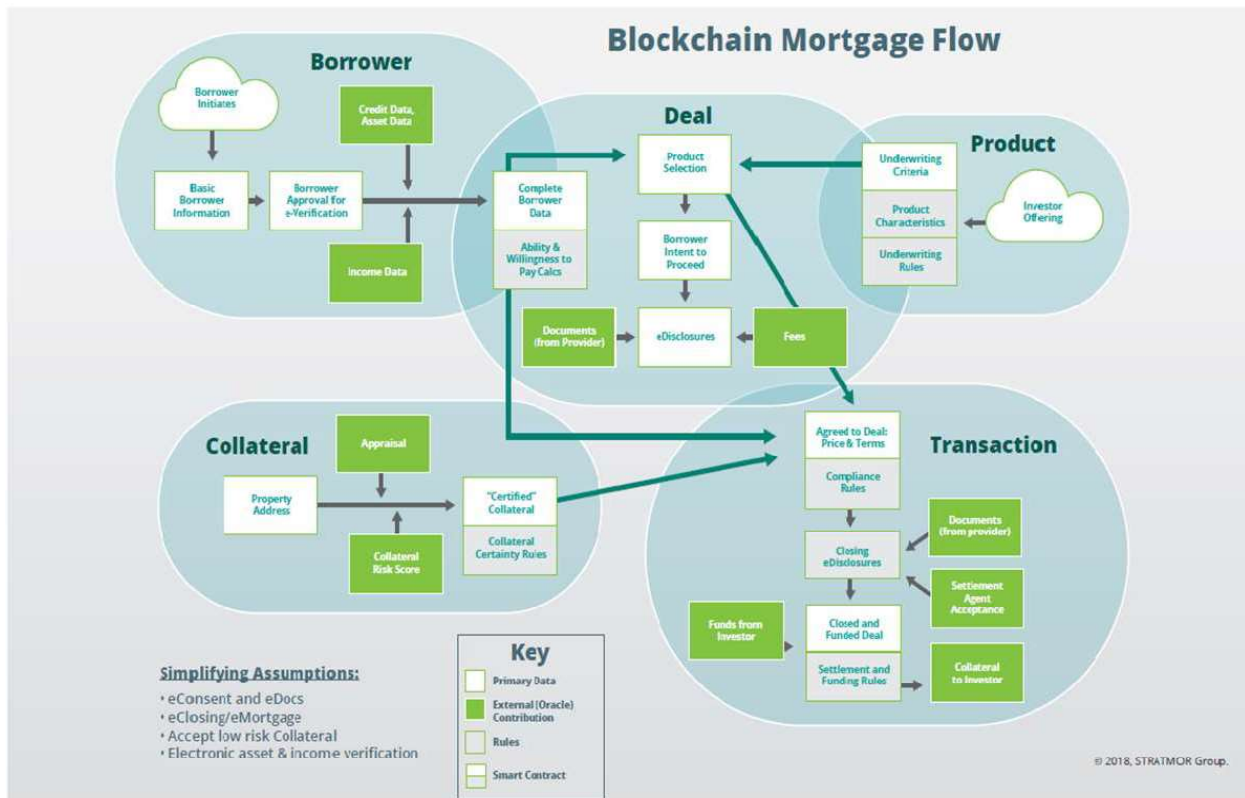 Blockchain Mortgage Flow
Borrower
Borrower
Initiates
Credit Data,
Asset Data
Basic
Borrower
Information
Borrower
Approval for
e-Verification
Income Data
Deal
Product
Selection
Complete
Borrower
Data
Ability &
Willingness to
Pay Calcs
Borrower
Intent to
Proceed
Documents
(from Provider)
eDisclosures
Fees
Product
Underwriting
Criteria
Product
Characteristics
Underwriting
Rules
Investor
Offering
Collateral
Appraisal
Property
Address
"Certified"
Collateral
Collateral
Certainty Rules
Collateral
Risk Score
Transaction
Agreed to Deal:
Price & Terms
Compliance
Rules
Documents
(from provider)
Closing
eDisclosures
Settlement
Agent
Acceptance
Funds from
Investor
Closed and
Funded Deal
Settlement and
Funding Rules
Collateral
to Investor
Simplifying Assumptions:
• eConsent and eDocs
• eClosing/eMortgage
• Accept low risk Collateral
• Electronic asset & income verification
Key
Primary Data
External (Oracle)
Contribution
Rules
Smart Contract
© 2018, STRATMOR Group.